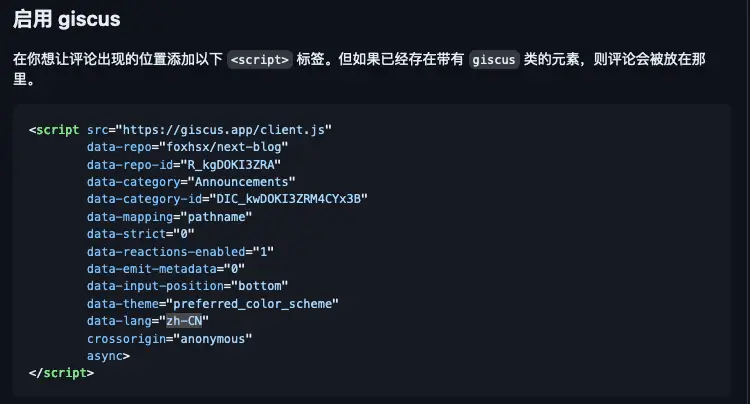 启用 giscus
在你想让评论出现的位置添加以下 <script> 标签。但如果已经存在带有 giscus 类的元素，则评论会被放在那
里。
<script src="https://giscus.app/client.js"
        data-repo="foxhsx/next-blog"
        data-repo-id="R_kgDOKI3ZRA"
        data-category="Announcements"
        data-category-id="DIC_kwDOKI3ZRM4CYx3B"
        data-mapping="pathname"
        data-strict="0"
        data-reactions-enabled="1"
        data-emit-metadata="0"
        data-input-position="bottom"
        data-theme="preferred_color_scheme"
        data-lang="zh-CN"
        crossorigin="anonymous"
        async>
</script>